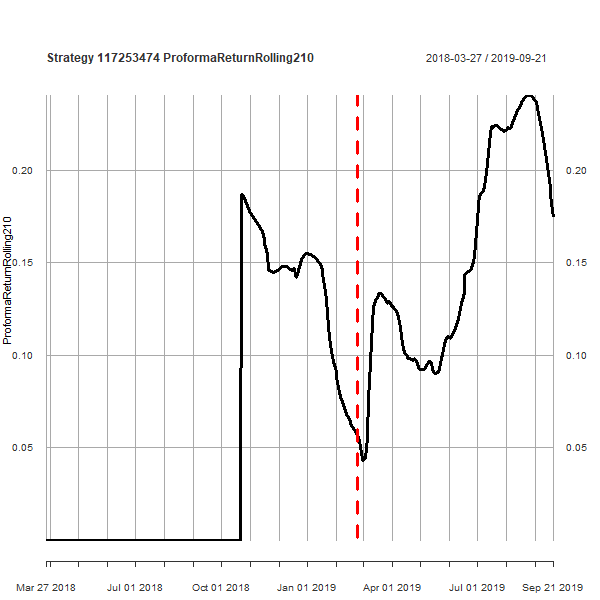 Strategy 117253474 ProformaReturnRolling210
2018-03-27 / 2019-09-21
0.20
0.20
ProformaReturnRolling210
0.15
0.15
0.10
0.10
0.05
0.05
Mar 27 2018
Jul 01 2018
Oct 01 2018
Jan 01 2019
Apr 01 2019
Jul 01 2019
Sep 21 2019